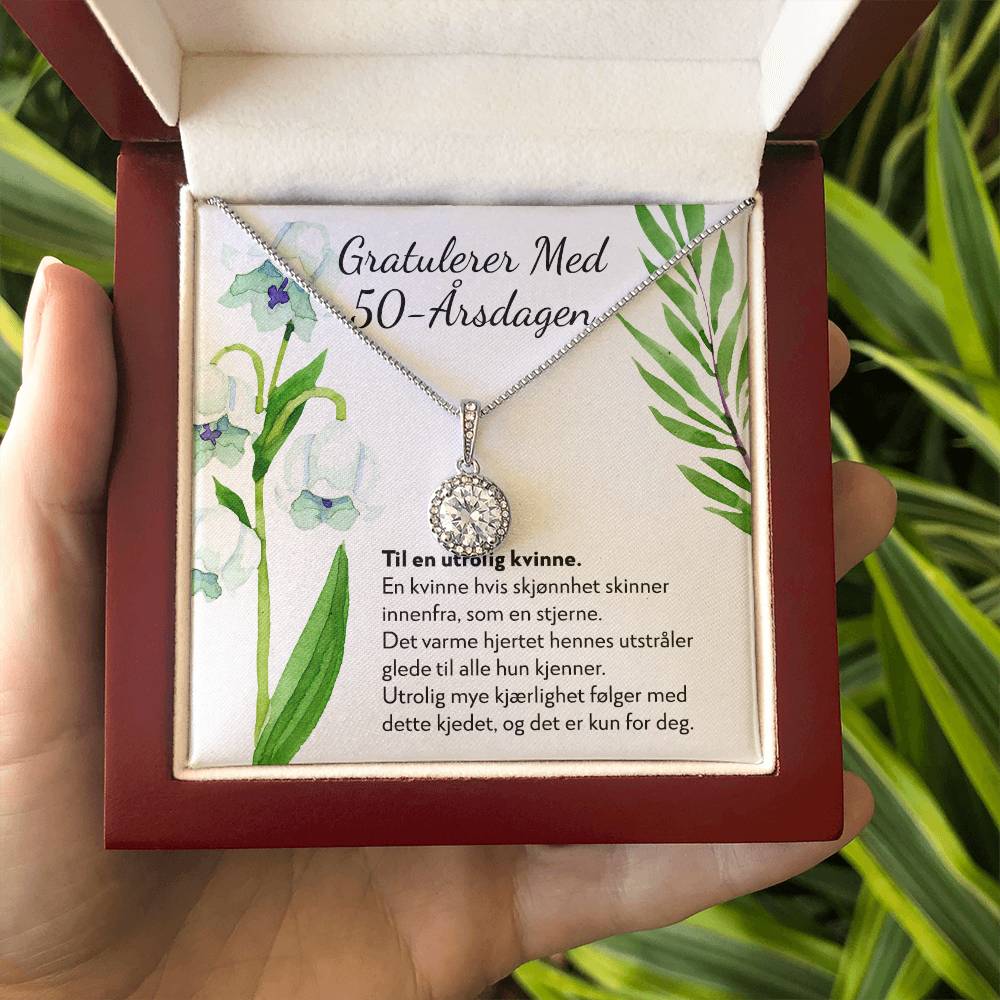 Gratulerer Med
50-Årsdagen
Til en utrolig kvinne.
En kvinne hvis skjønnhet skinner
innenfra, som en stjerne.
Det varme hjertet hennes utstråler
glede til alle hun kjenner.
Utrolig mye kjærlighet følger med
dette kjedet, og det er kun for deg.